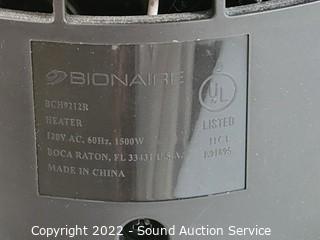 BIONAIRE
BCH9212R
HEATER
120V AC, 60Hz, 1500W
BOCA RATON, FL 33431 U.S.A.
MADE IN CHINA
UL
LISTED
Copyright 2022 - Sound Auction Service